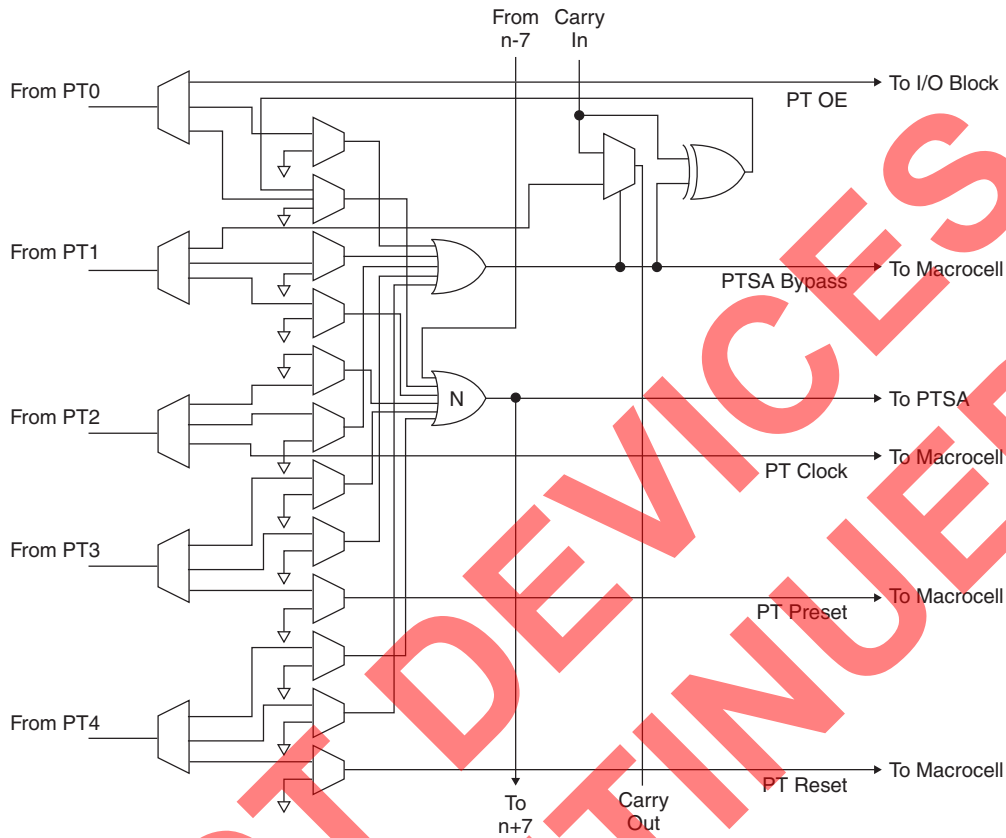 From
n-7
Carry
In
From PT0
To I/O Block
PT OE
From PT1
To Macrocell
PTSA Bypass
N
To PTSA
From PT2
To Macrocell
PT Clock
From PT3
To Macrocell
PT Preset
From PT4
To Macrocell
PT Reset
To
n+7
Carry
Out
DEVICES